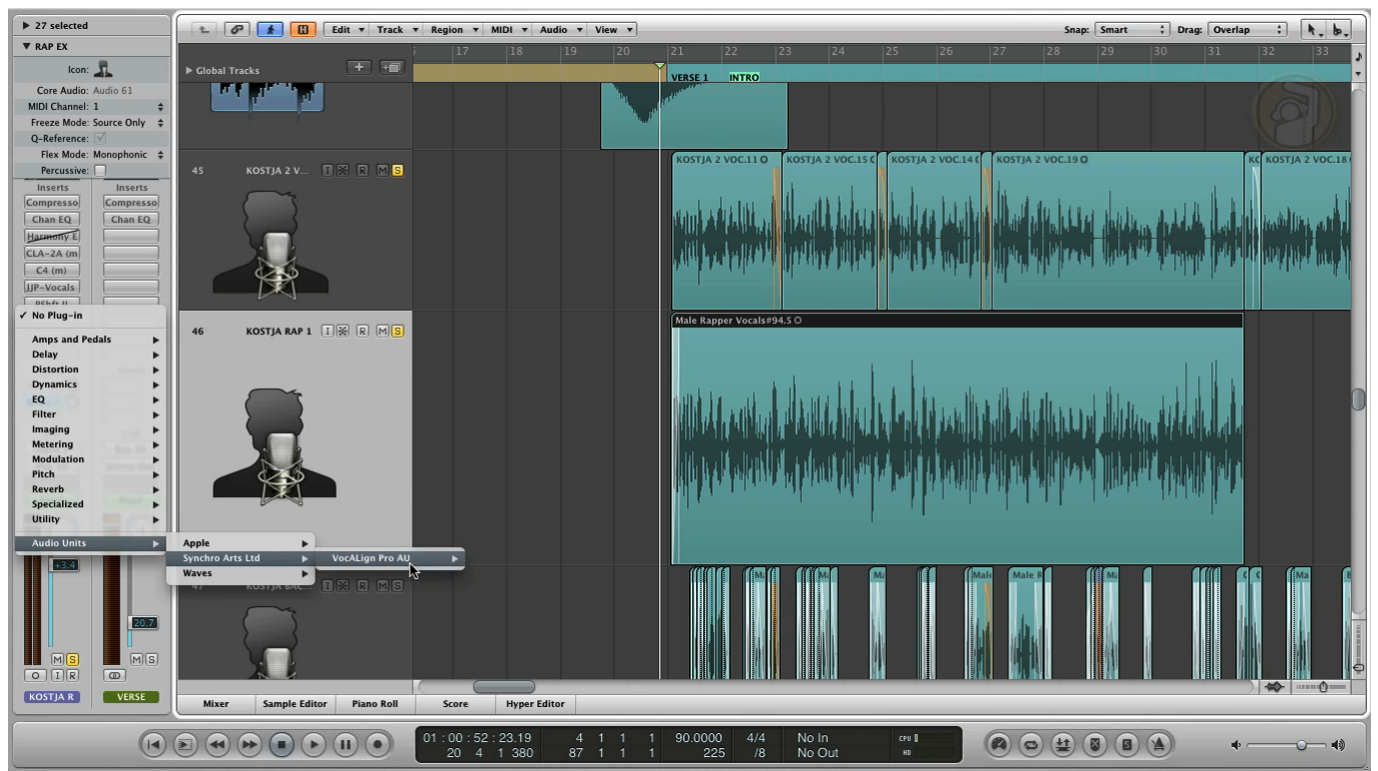 27 selected
RAP EX
Icon:
Core Audio: Audio 61
MIDI Channel: 1
Freeze Mode: Source Only
Q-Reference:
Flex Mode: Monophonic
Percussive:
Inserts Inserts
Compresso Compresso
Chan EQ Chan EQ
Harmony E
CLA-2A (m
C4 (m)
JJP-Vocals
No Plug-in
Amps and Pedals
Delay
Distortion
Dynamics
EQ
Filter
Imaging
Metering
Modulation
Pitch
Reverb
Specialized
Utility
Audio Units
Apple
Synchro Arts Ltd
Waves
VocALign Pro AU
+3.4
20.7
M S M S
I R
KOSTJA R VERSE
Edit Track Region MIDI Audio View Snap: Smart Drag: Overlap
17 18 19 20 21 22 23 24 25 26 27 28 29 30 31 32 33
Global Tracks
VERSE 1 INTRO
45 KOSTJA 2 V... I R M S
KOSTJA 2 VOC.11 KOSTJA 2 VOC.15 KOSTJA 2 VOC.14 KOSTJA 2 VOC.19 KC KOSTJA 2 VOC.18
46 KOSTJA RAP 1 I R M S
Male Rapper Vocals#94.5
47 KOSTJA BAC... I R M S
Male Male R Ma
Mixer Sample Editor Piano Roll Score Hyper Editor
01 : 00 : 52 : 23.19 4 1 1 1 90.0000 4/4 No In CPU
20 4 1 380 87 1 1 1 225 /8 No Out HD